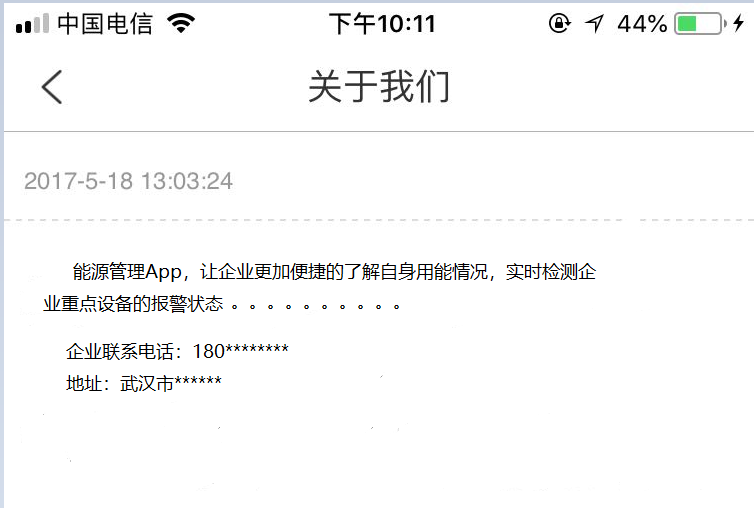 中国电信 下午10:11 44%
关于我们
2017-5-18 13:03:24
能源管理App，让企业更加便捷的了解自身用能情况，实时检测企
业重点设备的报警状态 。。。。。。。。。。
企业联系电话：180********
地址：武汉市******